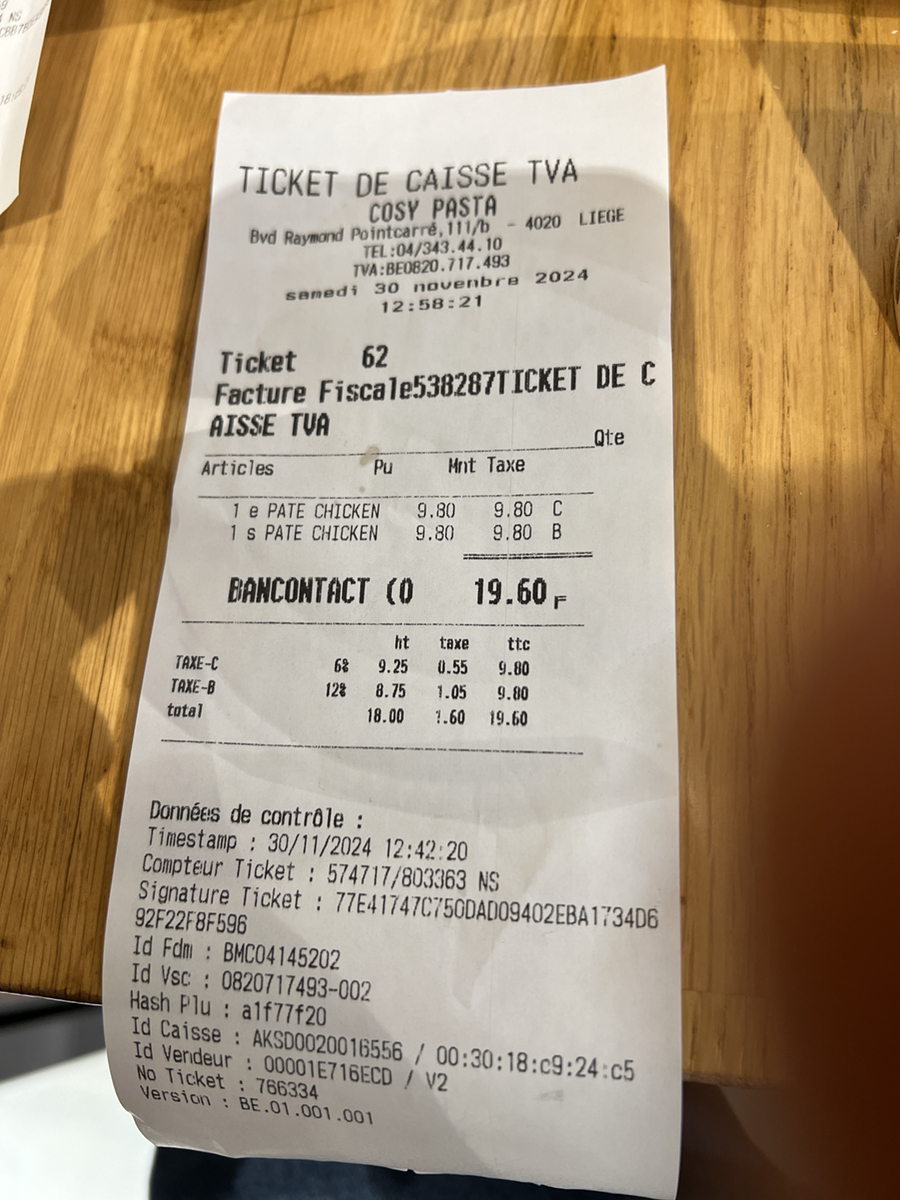 TICKET DE CAISSE TVA
COSY PASTA
Bvd Raymond Pointcarré,111/b - 4020 LIEGE
TEL:04/343.44.10
TVA:BE0820.717.493
samedi 30 novembre 2024
12:58:21
Ticket 62
Facture Fiscale538287TICKET DE C
AISSE TVA
Qte
Articles Pu Mnt Taxe
1 e PATE CHICKEN 9.80 9.80 C
1 s PATE CHICKEN 9.80 9.80 B
BANCONTACT (0 19.60 F
ht taxe ttc
TAXE-C 6% 9.25 0.55 9.80
TAXE-B 12% 8.75 1.05 9.80
total 18.00 1.60 19.60
Données de contrôle :
Timestamp : 30/11/2024 12:42:20
Compteur Ticket : 574717/803363 NS
Signature Ticket : 77E41747C750DAD09402EBA1734D6
92F22F8F596
Id Fdm : BMC04145202
Id Vsc : 0820717493-002
Hash Plu : a1f77f20
Id Caisse : AKSD0020016556 / 00:30:18:c9:24:c5
Id Vendeur : 00001E716ECD / V2
No Ticket : 766334
Version : BE.01.001.001